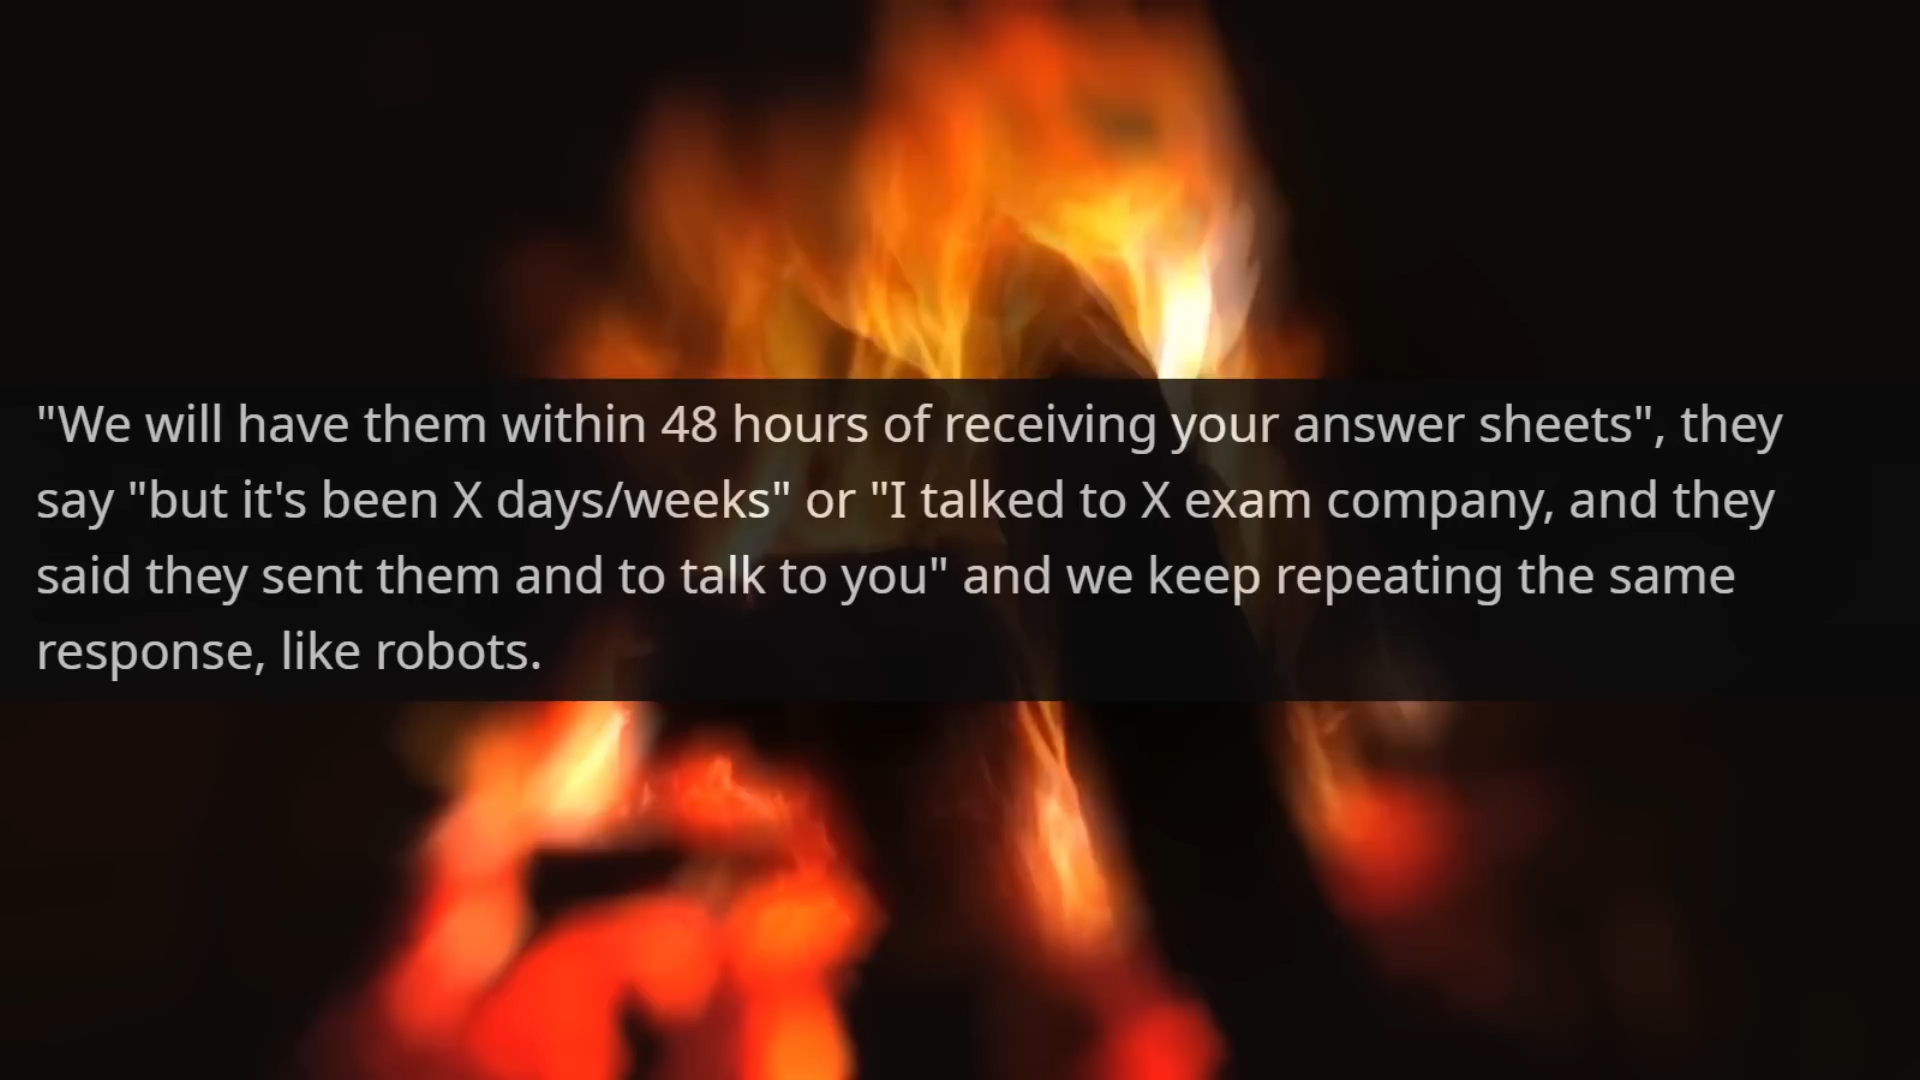 "We will have them within 48 hours of receiving your answer sheets", they
say "but it's been X days/weeks" or "I talked to X exam company, and they
said they sent them and to talk to you" and we keep repeating the same
response, like robots.